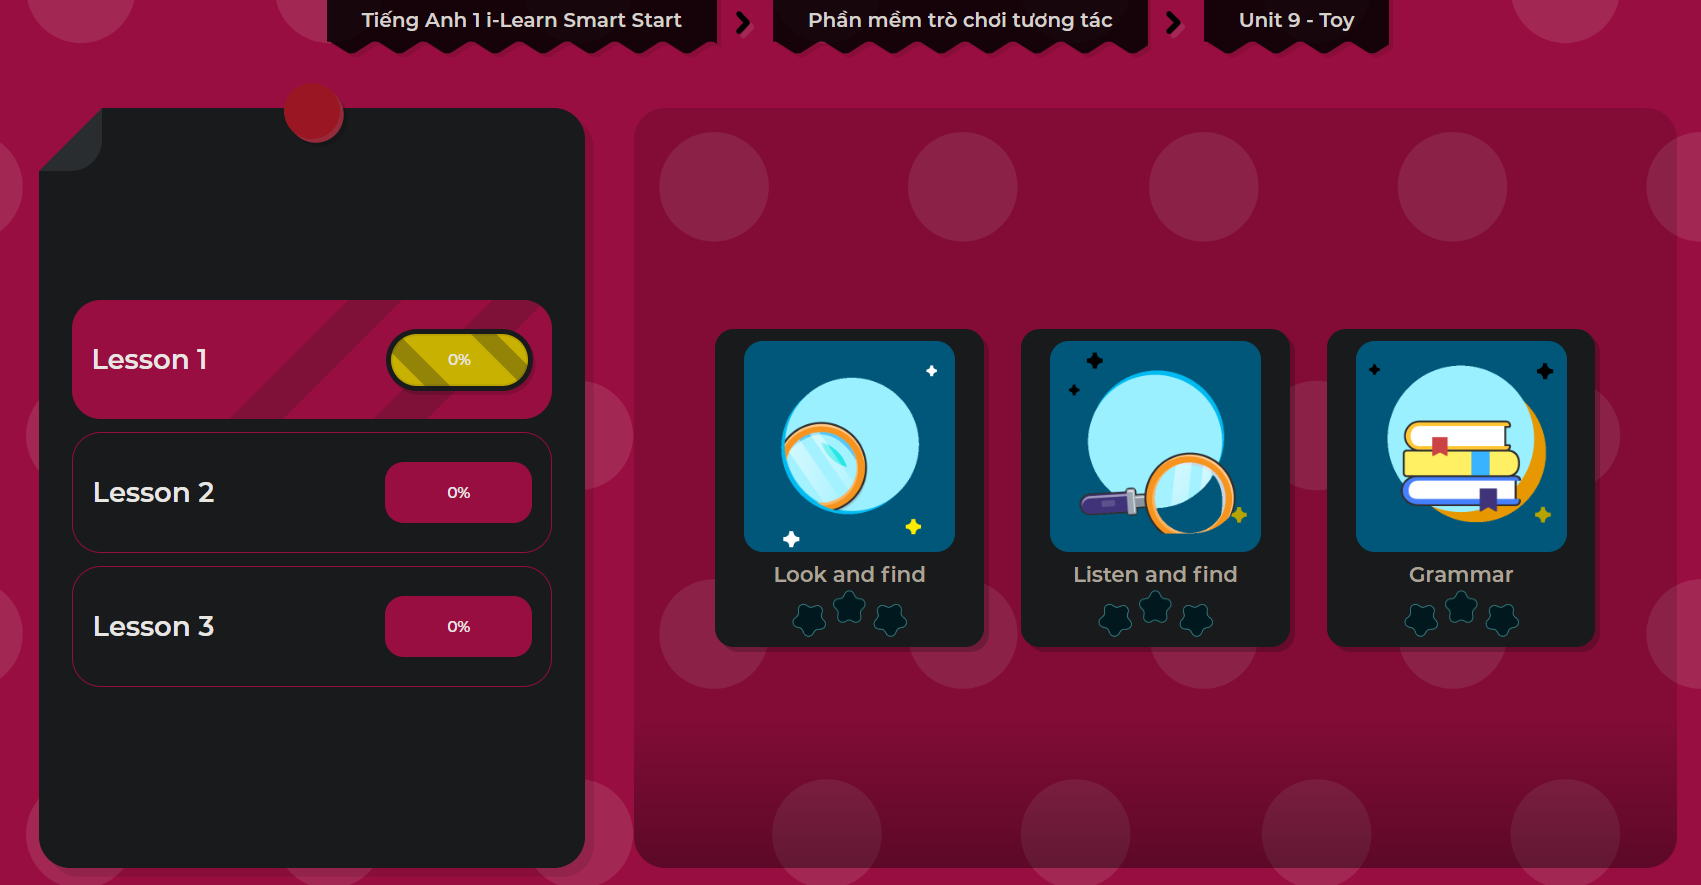 Tiếng Anh 1 i-Learn Smart Start
Phần mềm trò chơi tương tác
Unit 9 - Toy
Lesson 1
0%
Lesson 2
0%
Lesson 3
0%
Look and find
Listen and find
Grammar